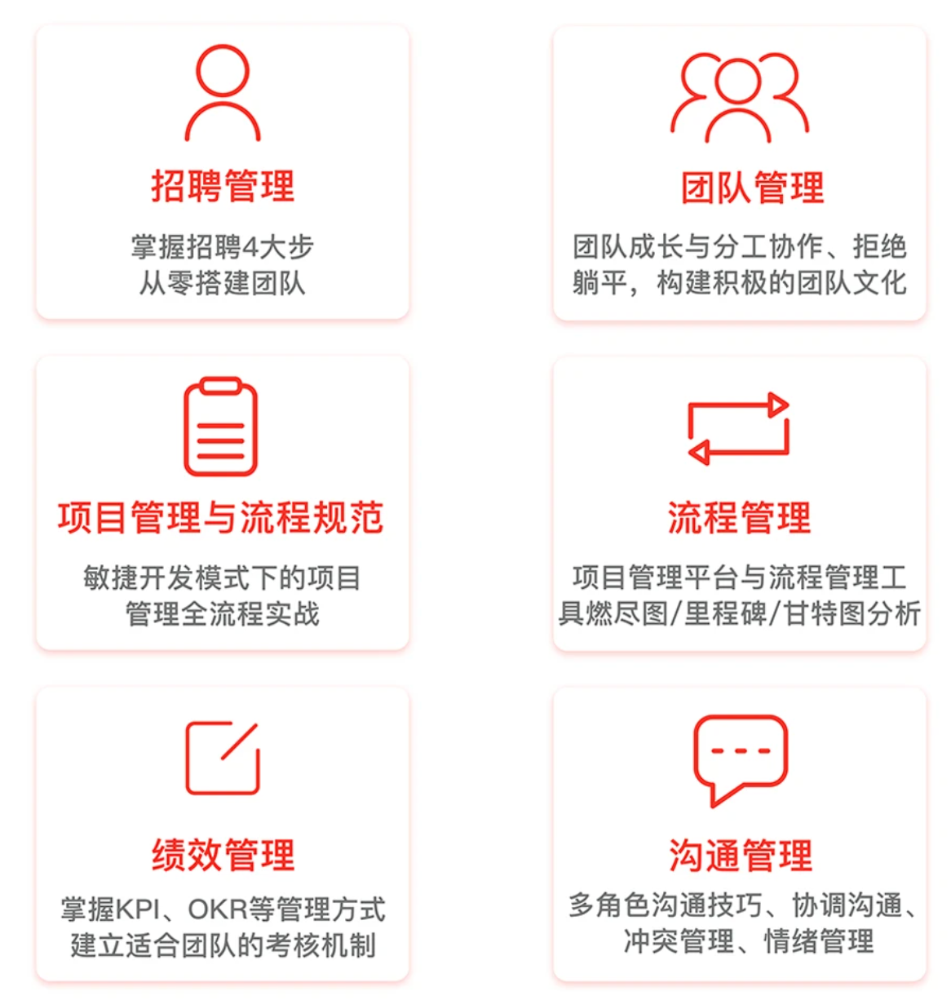 招聘管理
掌握招聘4大步
从零搭建团队
团队管理
团队成长与分工协作、拒绝
躺平，构建积极的团队文化
项目管理与流程规范
敏捷开发模式下的项目
管理全流程实战
流程管理
项目管理平台与流程管理工
具燃尽图/里程碑/甘特图分析
绩效管理
掌握KPI、OKR等管理方式
建立适合团队的考核机制
沟通管理
多角色沟通技巧、协调沟通、
冲突管理、情绪管理